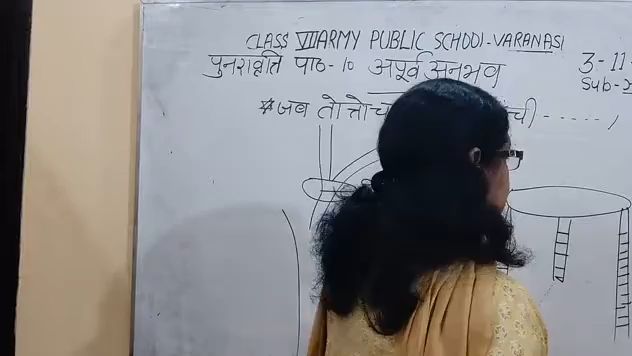 CLASS VII ARMY PUBLIC SCHOOL-VARANASI
पुनरावृति पाठ-10 अपूर्व अनुभव 3-11-
Sub-
*जब तोत्तोच ची-----,